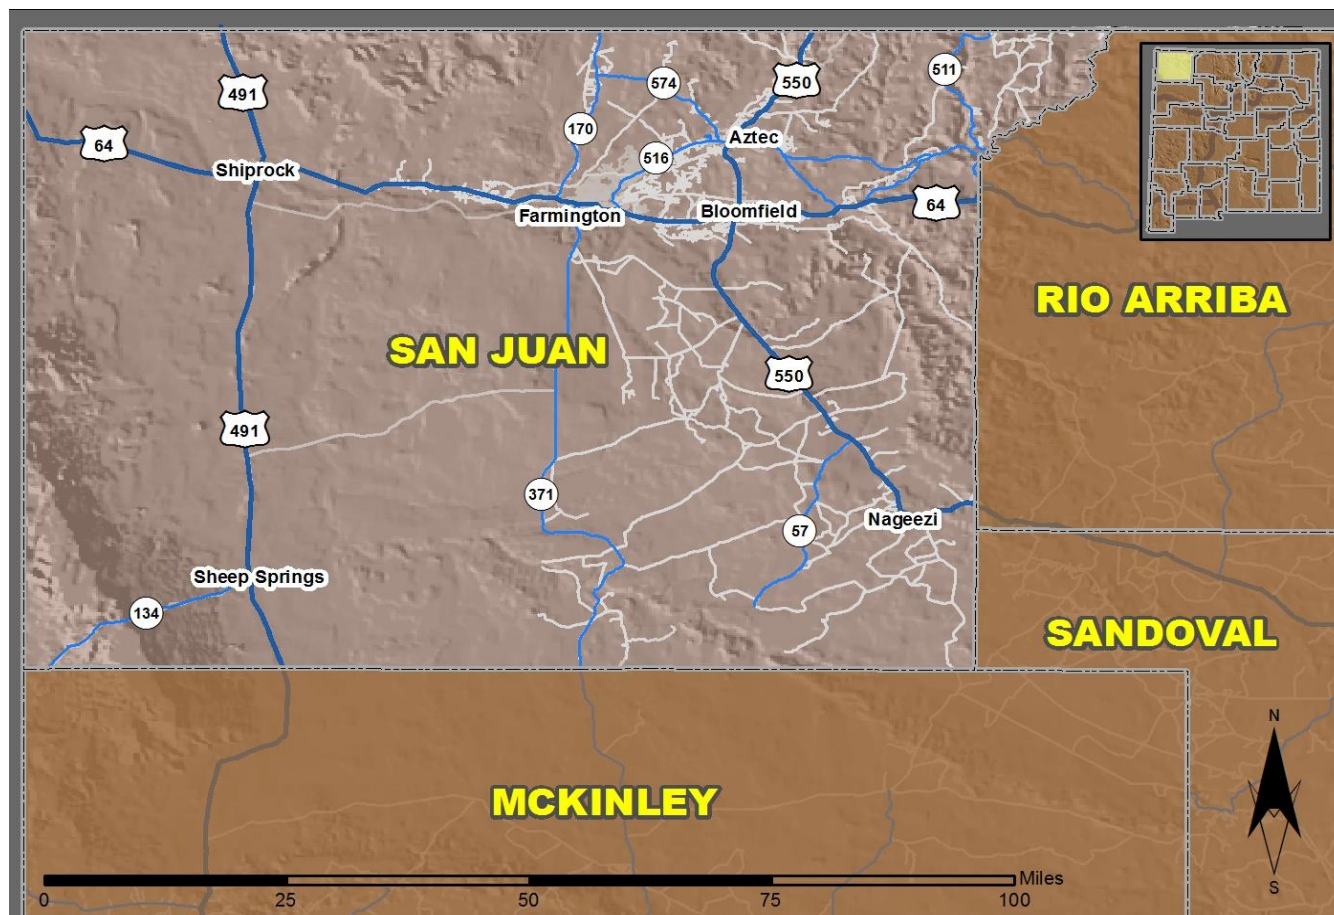 491
574
550
511
170
64
Aztec
516
Shiprock
64
Farmington
Bloomfield
RIO ARRIBA
SAN JUAN
550
491
371
57
Nageezi
Sheep Springs
134
SANDOVAL
N
MCKINLEY
S
Miles
0 25 50 75 100